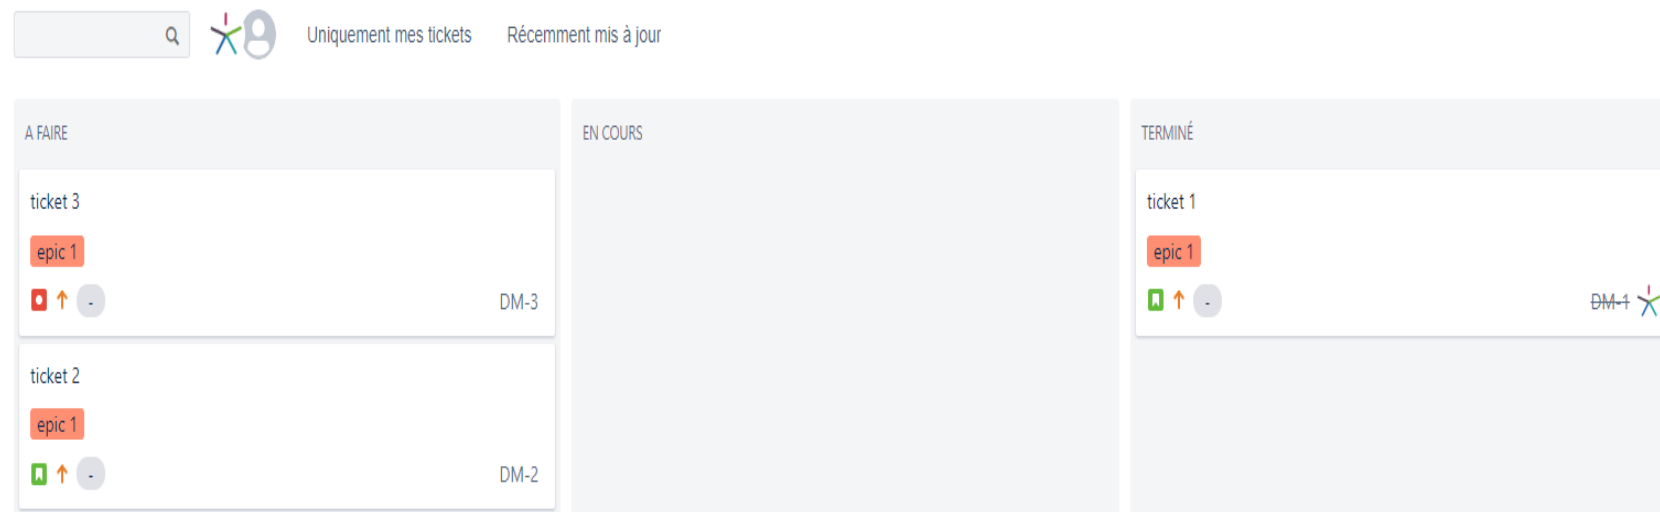 Uniquement mes tickets
Récemment mis à jour
A FAIRE
ticket 3
epic 1
-
DM-3
ticket 2
epic 1
-
DM-2
EN COURS
TERMINÉ
ticket 1
epic 1
-
DM-1